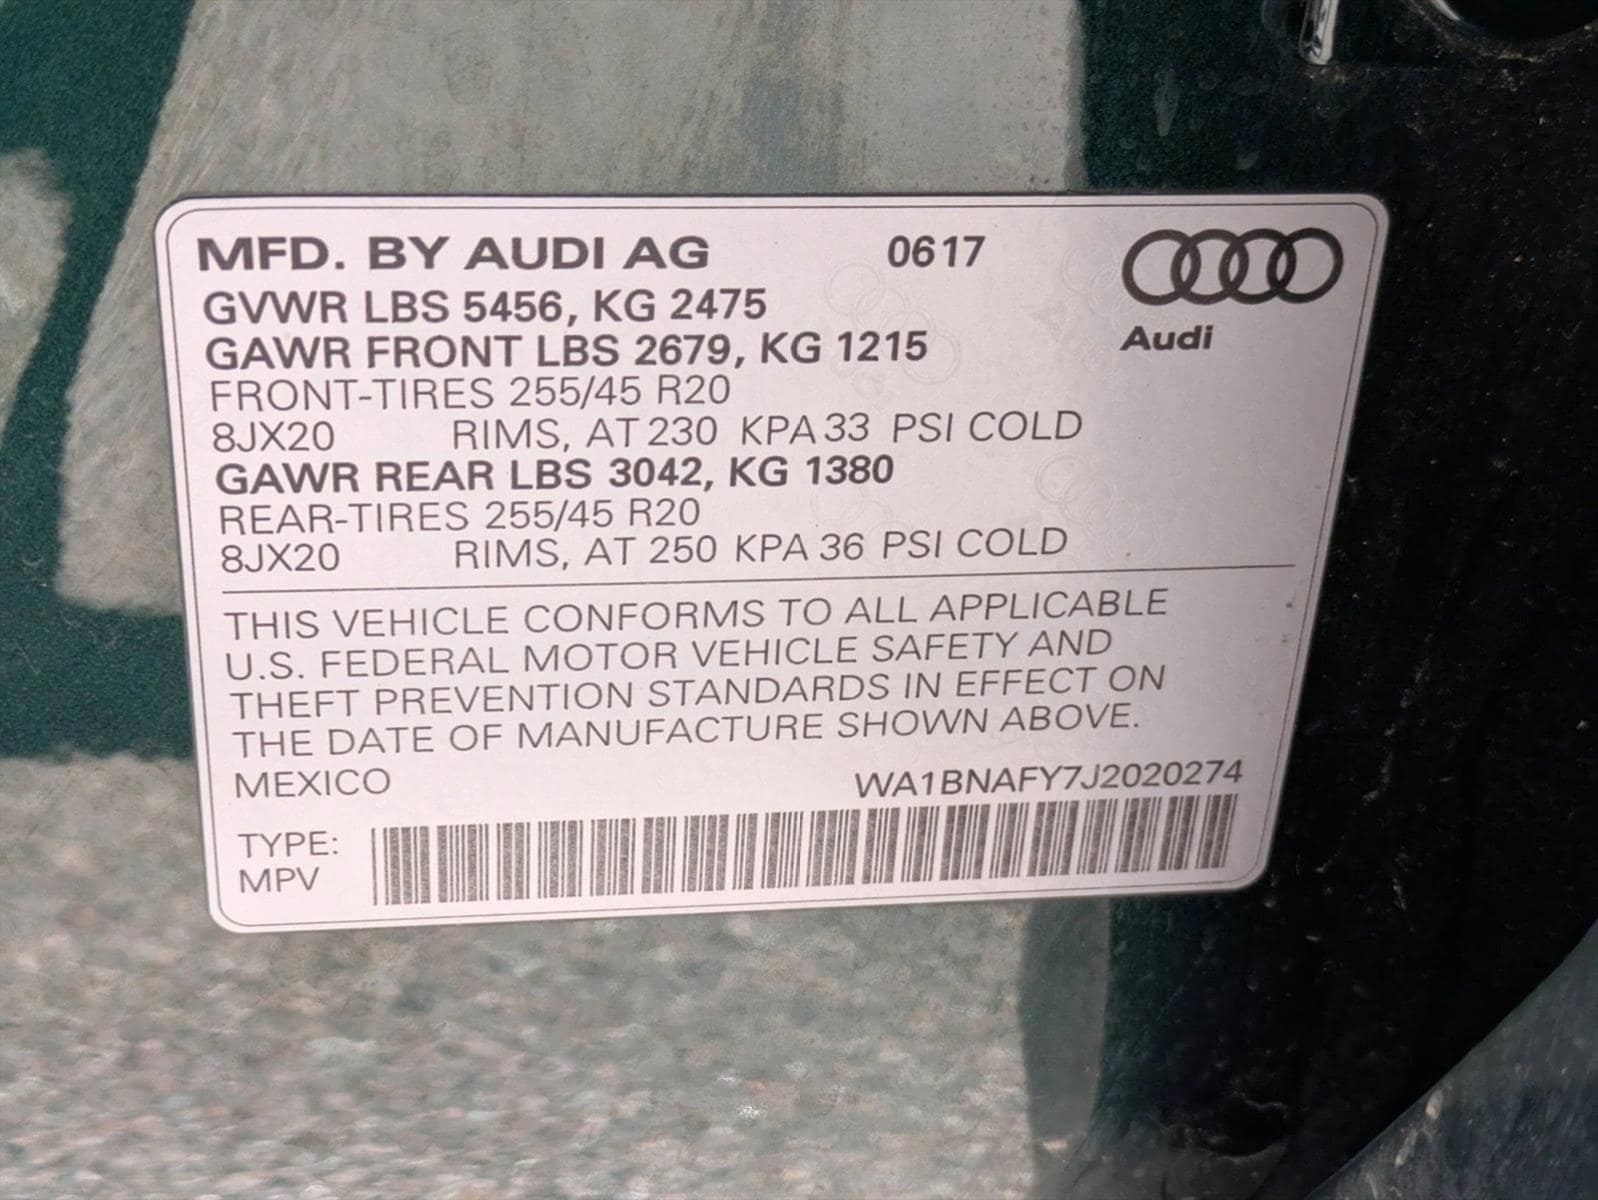 MFD. BY AUDI AG 0617
GVWR LBS 5456, KG 2475
GAWR FRONT LBS 2679, KG 1215
Audi
FRONT-TIRES 255/45 R20
8JX20 RIMS, AT 230 KPA 33 PSI COLD
GAWR REAR LBS 3042, KG 1380
REAR-TIRES 255/45 R20
8JX20 RIMS, AT 250 KPA 36 PSI COLD
THIS VEHICLE CONFORMS TO ALL APPLICABLE
U.S. FEDERAL MOTOR VEHICLE SAFETY AND
THEFT PREVENTION STANDARDS IN EFFECT ON
THE DATE OF MANUFACTURE SHOWN ABOVE.
MEXICO WA1BNAFY7J2020274
TYPE:
MPV